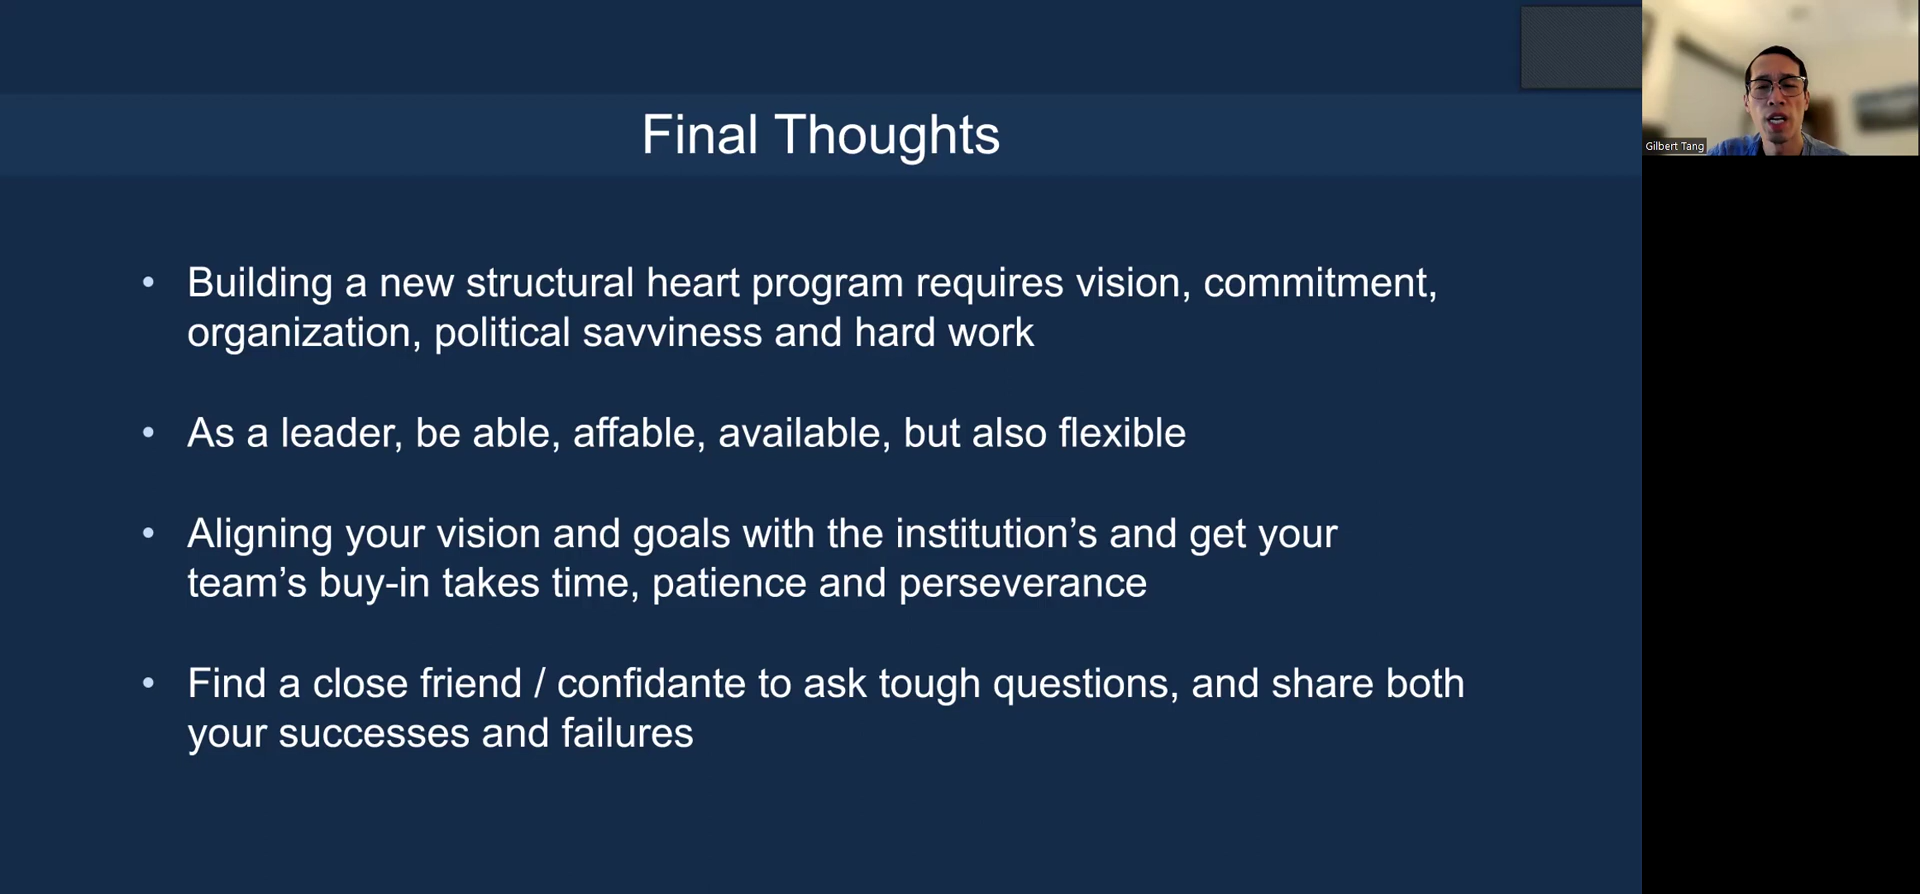 Final Thoughts
Gilbert Tang
• Building a new structural heart program requires vision, commitment,
organization, political savviness and hard work
• As a leader, be able, affable, available, but also flexible
• Aligning your vision and goals with the institution’s and get your
team’s buy-in takes time, patience and perseverance
• Find a close friend / confidante to ask tough questions, and share both
your successes and failures